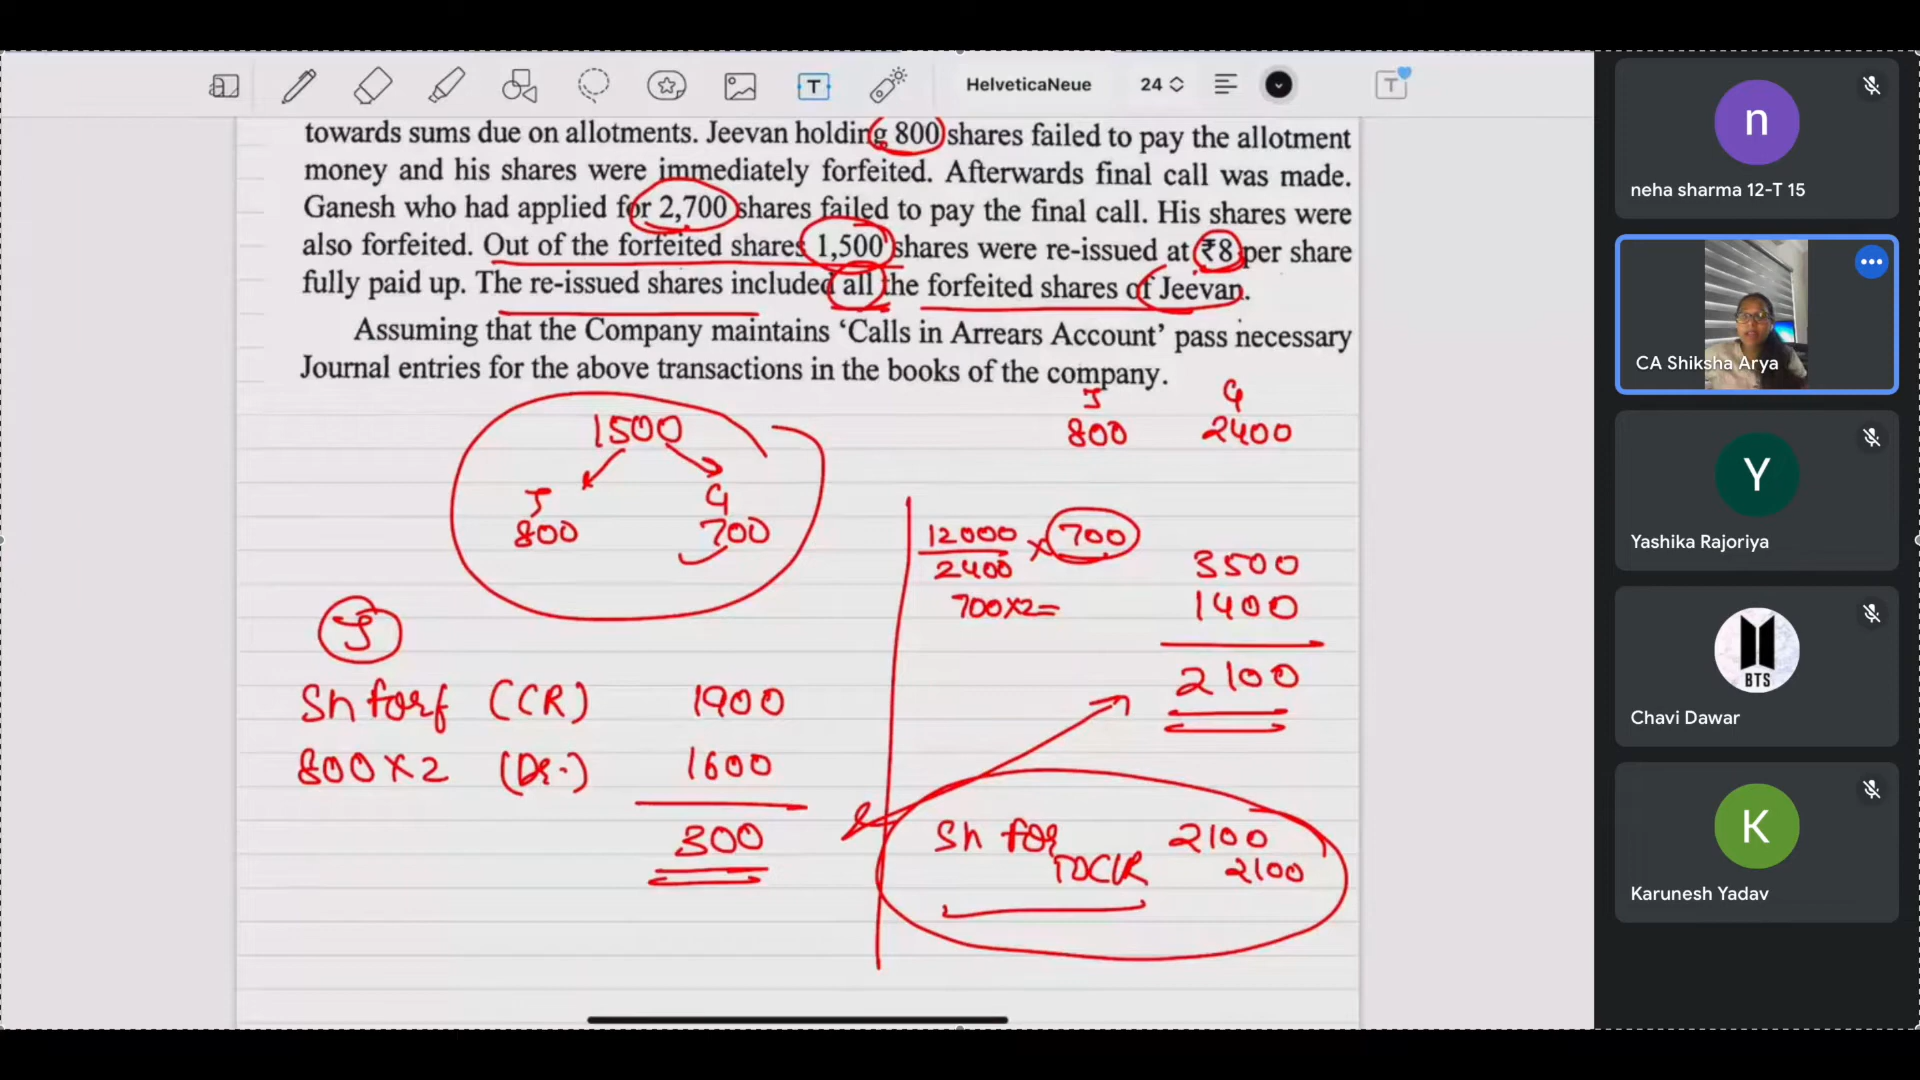 HelveticaNeue 24
T
towards sums due on allotments. Jeevan holding 800 shares failed to pay the allotment
money and his shares were immediately forfeited. Afterwards final call was made.
Ganesh who had applied for 2,700 shares failed to pay the final call. His shares were
also forfeited. Out of the forfeited shares 1,500 shares were re-issued at ₹8 per share
fully paid up. The re-issued shares included all the forfeited shares of Jeevan.
Assuming that the Company maintains ‘Calls in Arrears Account’ pass necessary
Journal entries for the above transactions in the books of the company.
J G
800 2400
1500
J G
800 700
12000 × 700
2400
3500
700×2= 1400
2100
J
Sh forf (CR) 1900
800×2 (Dr.) 1600
300
Sh for 2100
TOCR 2100
n
neha sharma 12-T 15
CA Shiksha Arya
Y
Yashika Rajoriya
BTS
Chavi Dawar
K
Karunesh Yadav